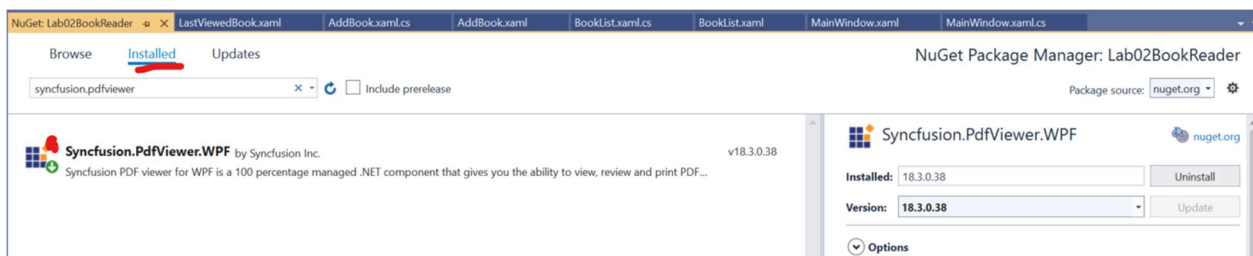 NuGet: Lab02BookReader LastViewedBook.xaml AddBook.xaml.cs AddBook.xaml BookList.xaml.cs BookList.xaml MainWindow.xaml MainWindow.xaml.cs
Browse Installed Updates
NuGet Package Manager: Lab02BookReader
syncfusion.pdfviewer Include prerelease
Package source: nuget.org
Syncfusion.PdfViewer.WPF by Syncfusion Inc. v18.3.0.38
Syncfusion PDF viewer for WPF is a 100 percentage managed .NET component that gives you the ability to view, review and print PDF...
Syncfusion.PdfViewer.WPF nuget.org
Installed: 18.3.0.38 Uninstall
Version: 18.3.0.38 Update
Options